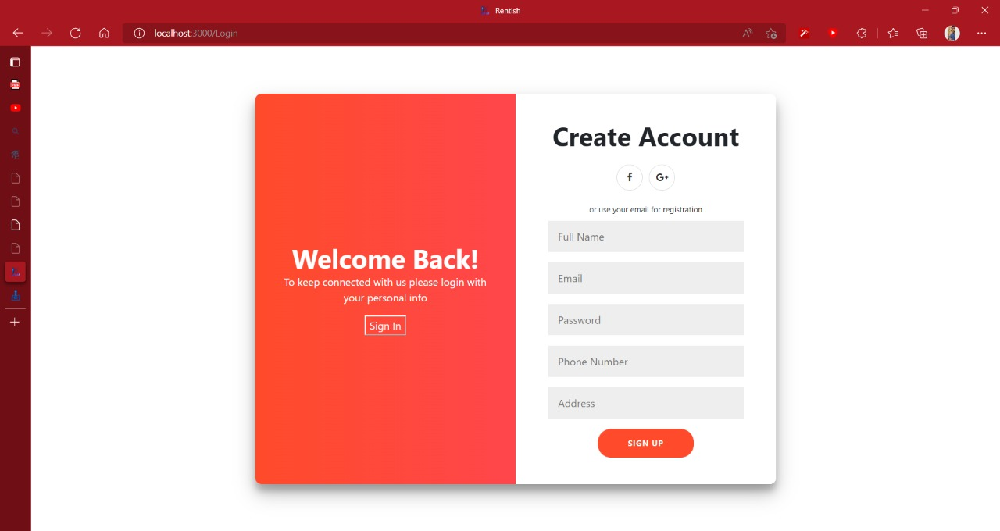 Rentish
localhost:3000/Login
Welcome Back!
To keep connected with us please login with
your personal info
Sign In
Create Account
f
G+
or use your email for registration
Full Name
Email
Password
Phone Number
Address
SIGN UP